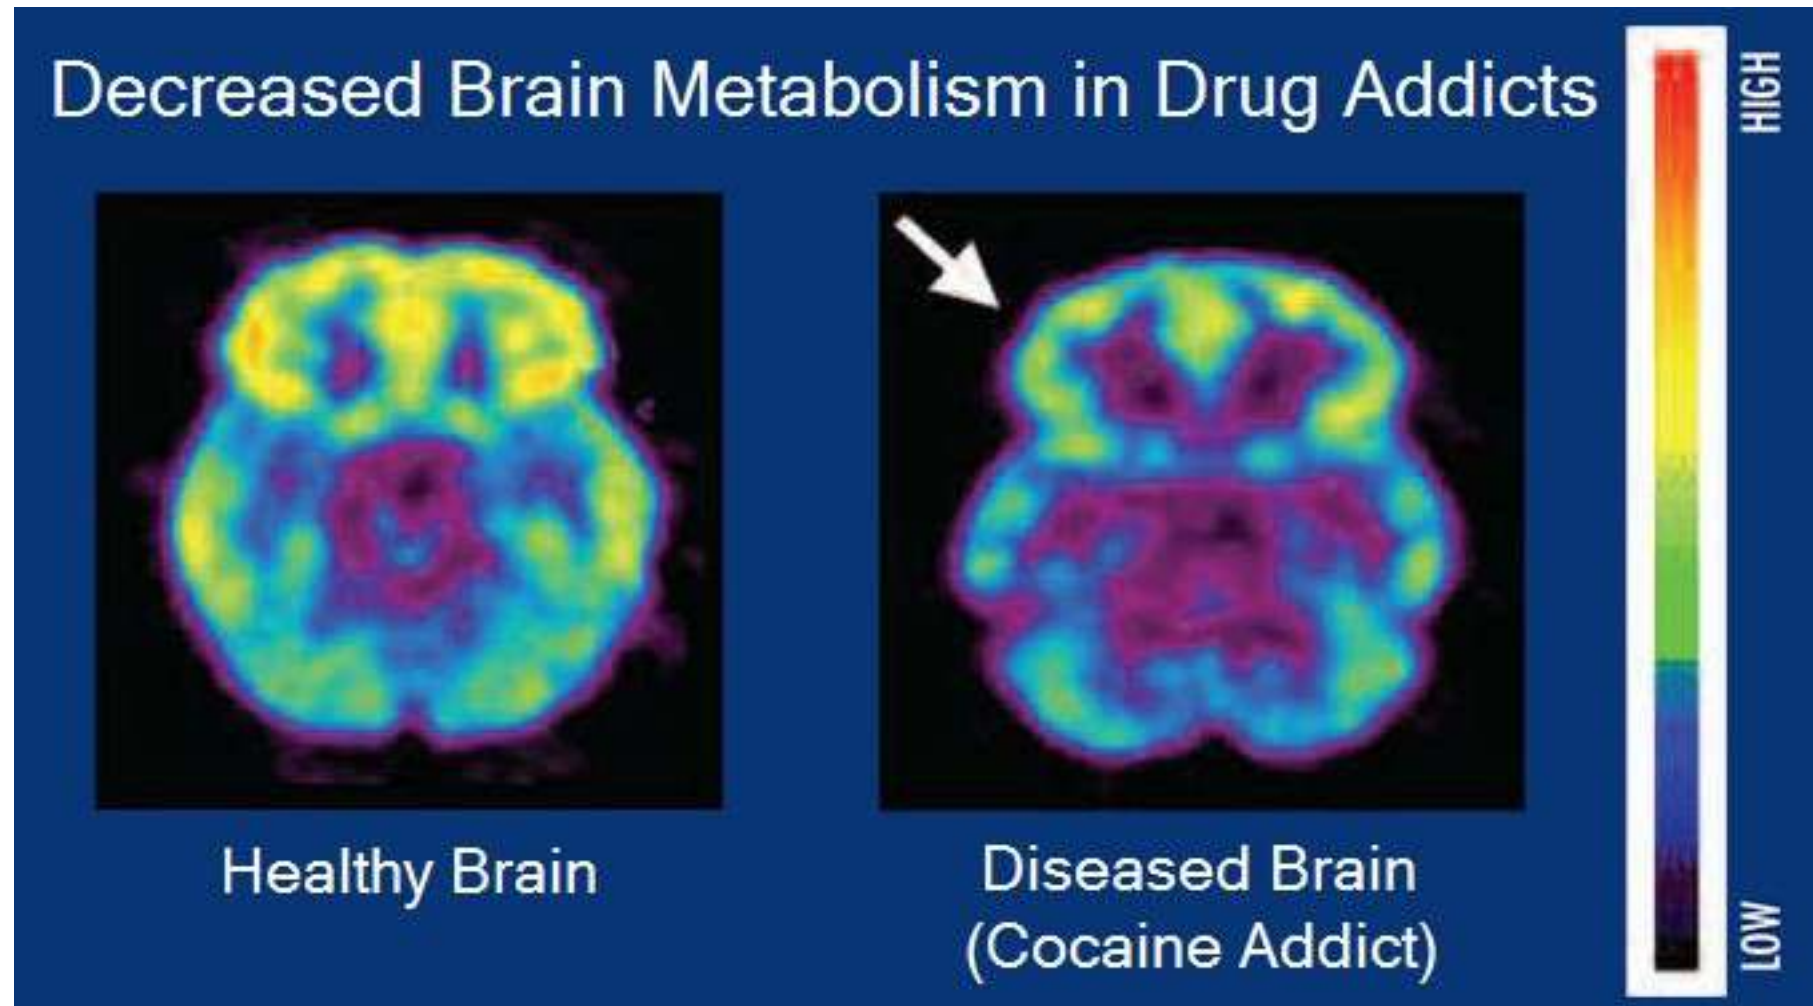 Decreased Brain Metabolism in Drug Addicts
HIGH
LOW
Healthy Brain
Diseased Brain
(Cocaine Addict)